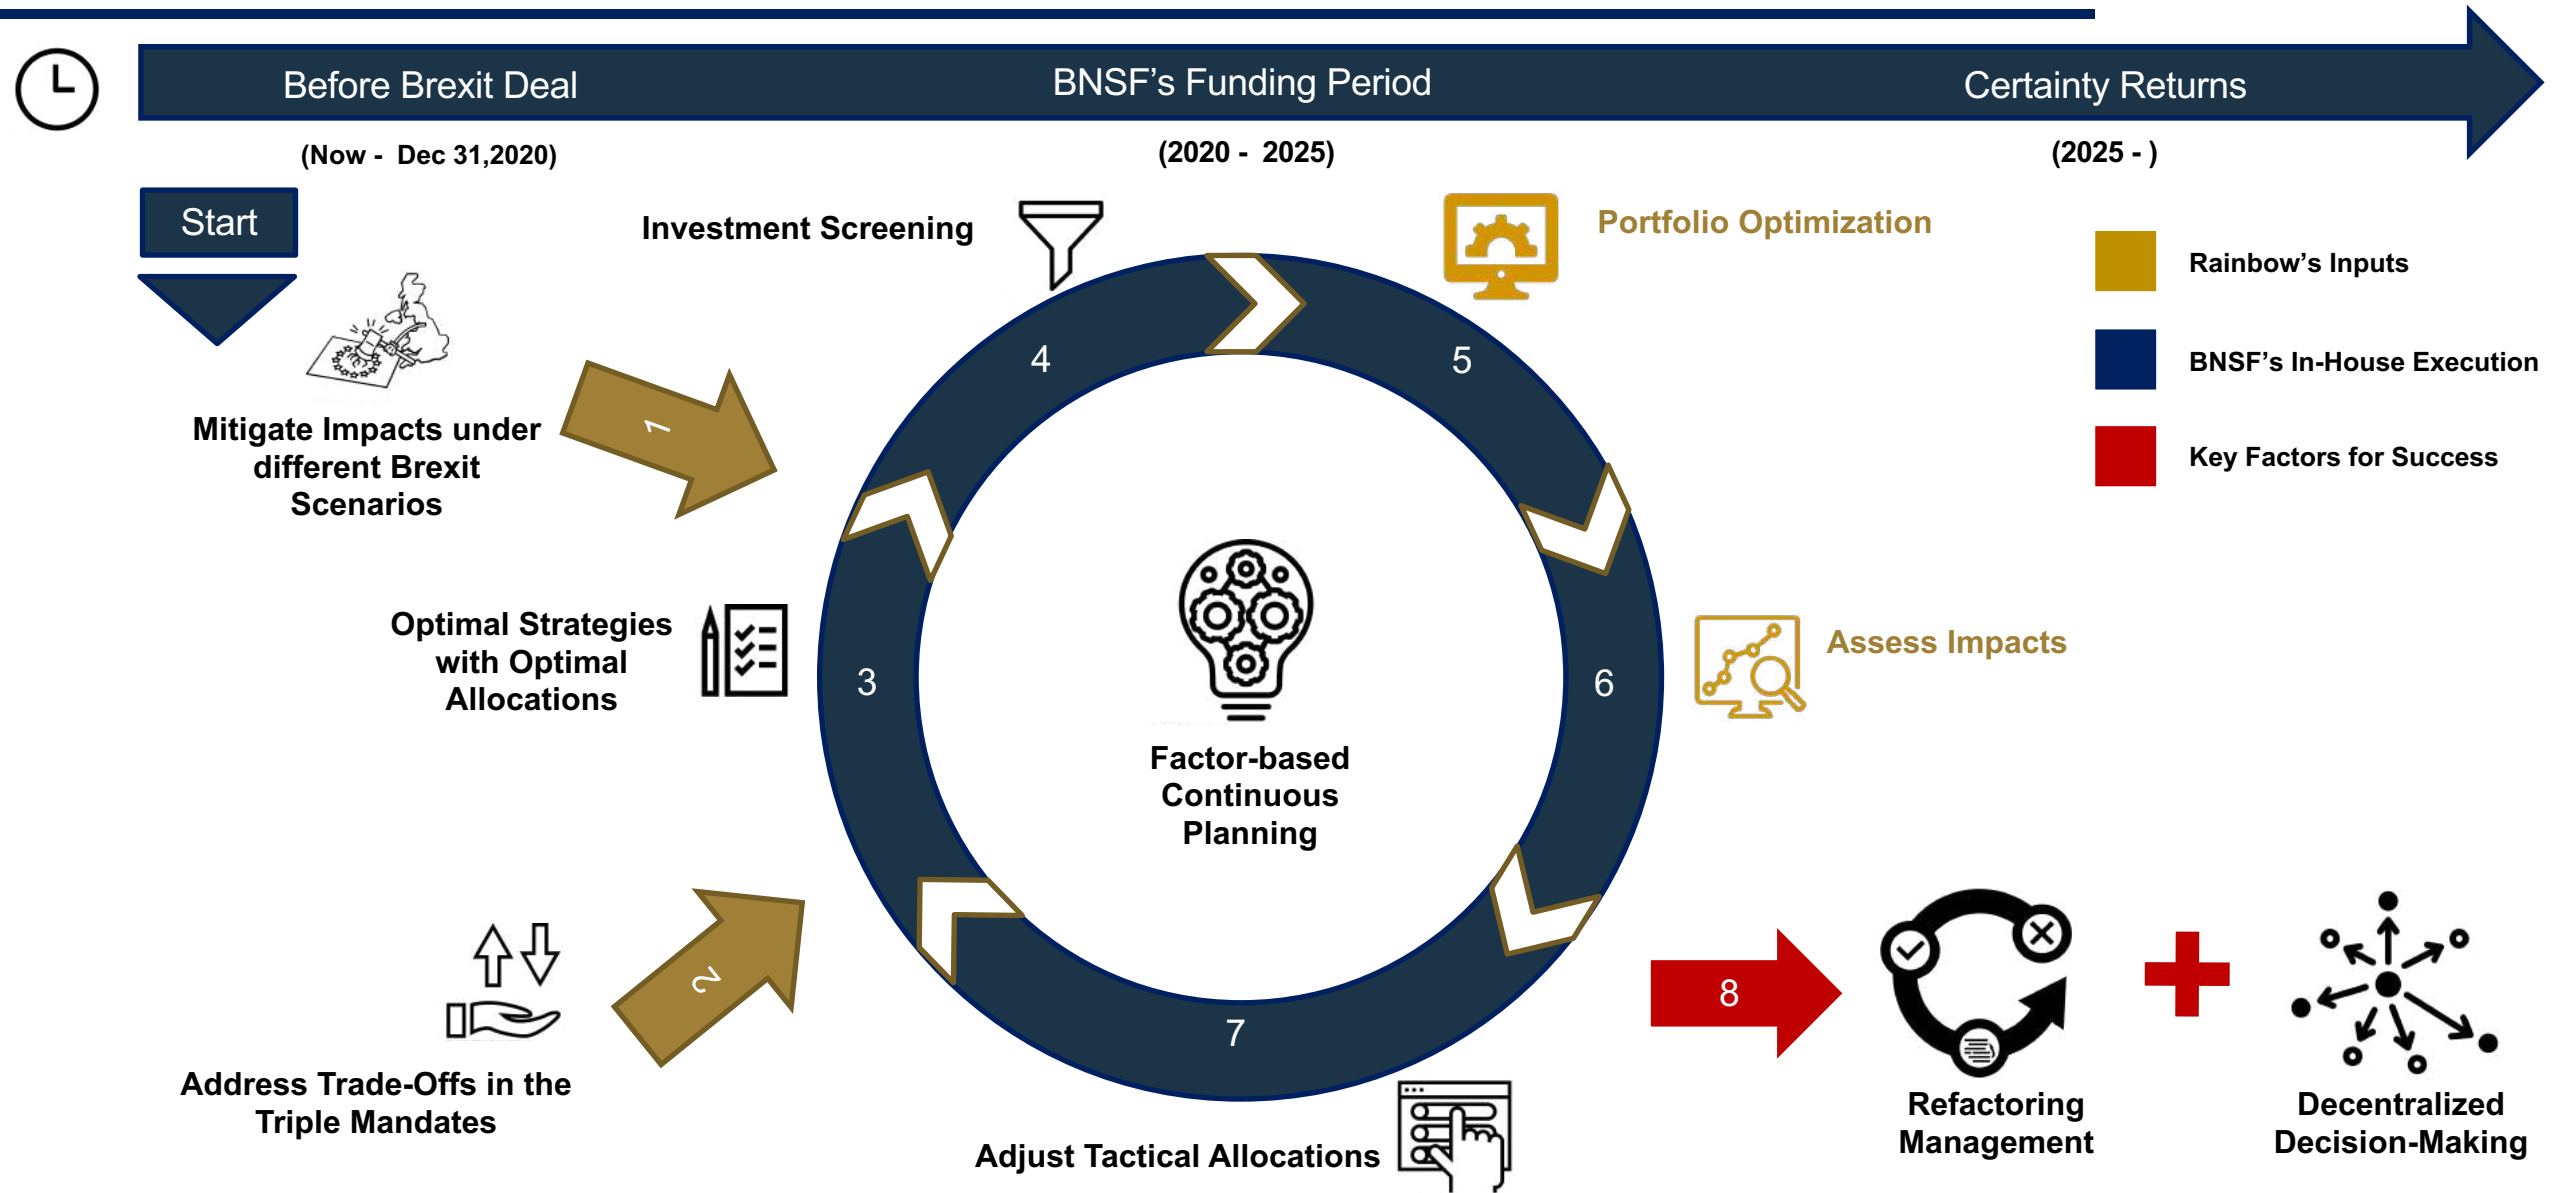 Before Brexit Deal
BNSF's Funding Period
Certainty Returns
(Now - Dec 31,2020)
(2020 - 2025)
(2025 - )
Start
Investment Screening
Portfolio Optimization
Rainbow's Inputs
BNSF's In-House Execution
Key Factors for Success
4
5
1
Mitigate Impacts under
different Brexit
Scenarios
Optimal Strategies
with Optimal
Allocations
3
6
Assess Impacts
Factor-based
Continuous
Planning
2
8
7
Address Trade-Offs in the
Triple Mandates
Adjust Tactical Allocations
Refactoring
Management
Decentralized
Decision-Making